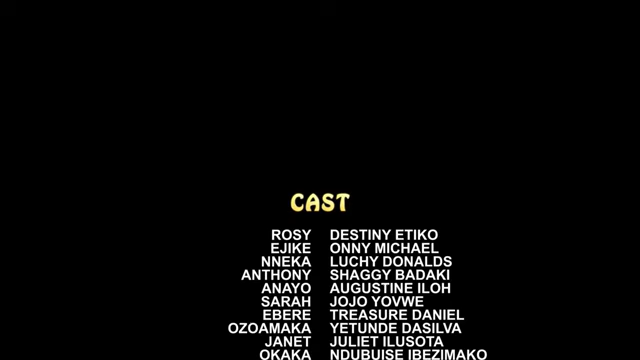 CAST
ROSY DESTINY ETIKO
EJIKE ONNY MICHAEL
NNEKA LUCHY DONALDS
ANTHONY SHAGGY BADAKI
ANAYO AUGUSTINE ILOH
SARAH JOJO YOVWE
EBERE TREASURE DANIEL
OZOAMAKA YETUNDE DASILVA
JANET JULIET ILUSOTA
OKAKA NDUBUISE IBEZIMAKO